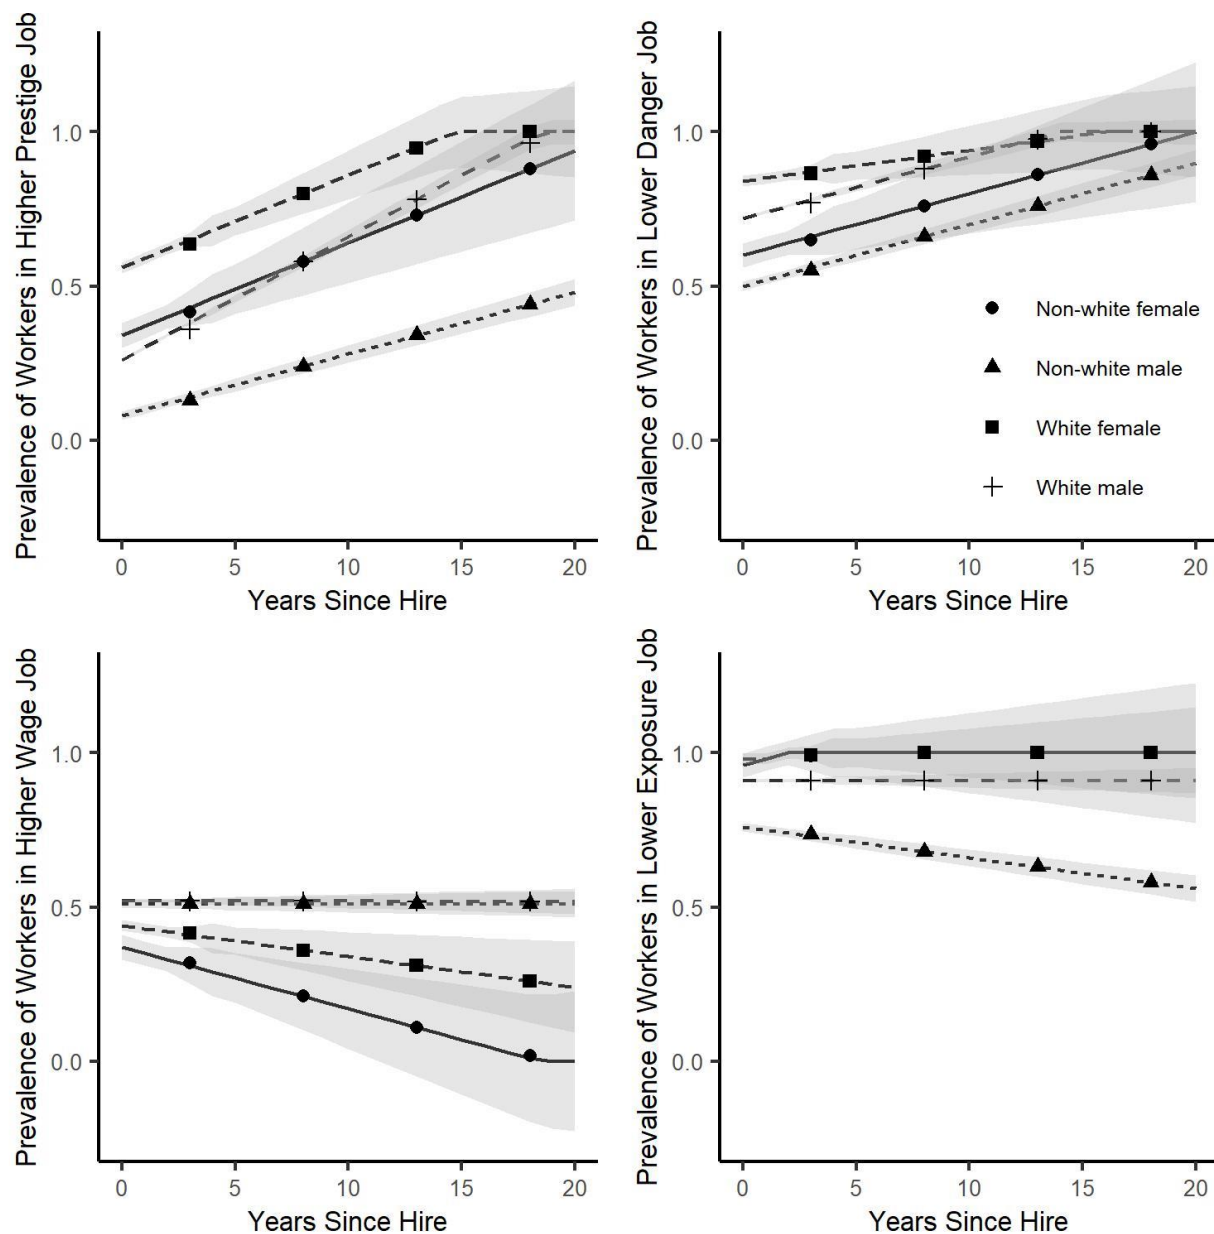 Prevalence of Workers in Higher Prestige Job
1.0
0.5
0.0
0 5 10 15 20
Years Since Hire
Prevalence of Workers in Lower Danger Job
1.0
0.5
0.0
Non-white female
Non-white male
White female
White male
0 5 10 15 20
Years Since Hire
Prevalence of Workers in Higher Wage Job
1.0
0.5
0.0
0 5 10 15 20
Years Since Hire
Prevalence of Workers in Lower Exposure Job
1.0
0.5
0.0
0 5 10 15 20
Years Since Hire